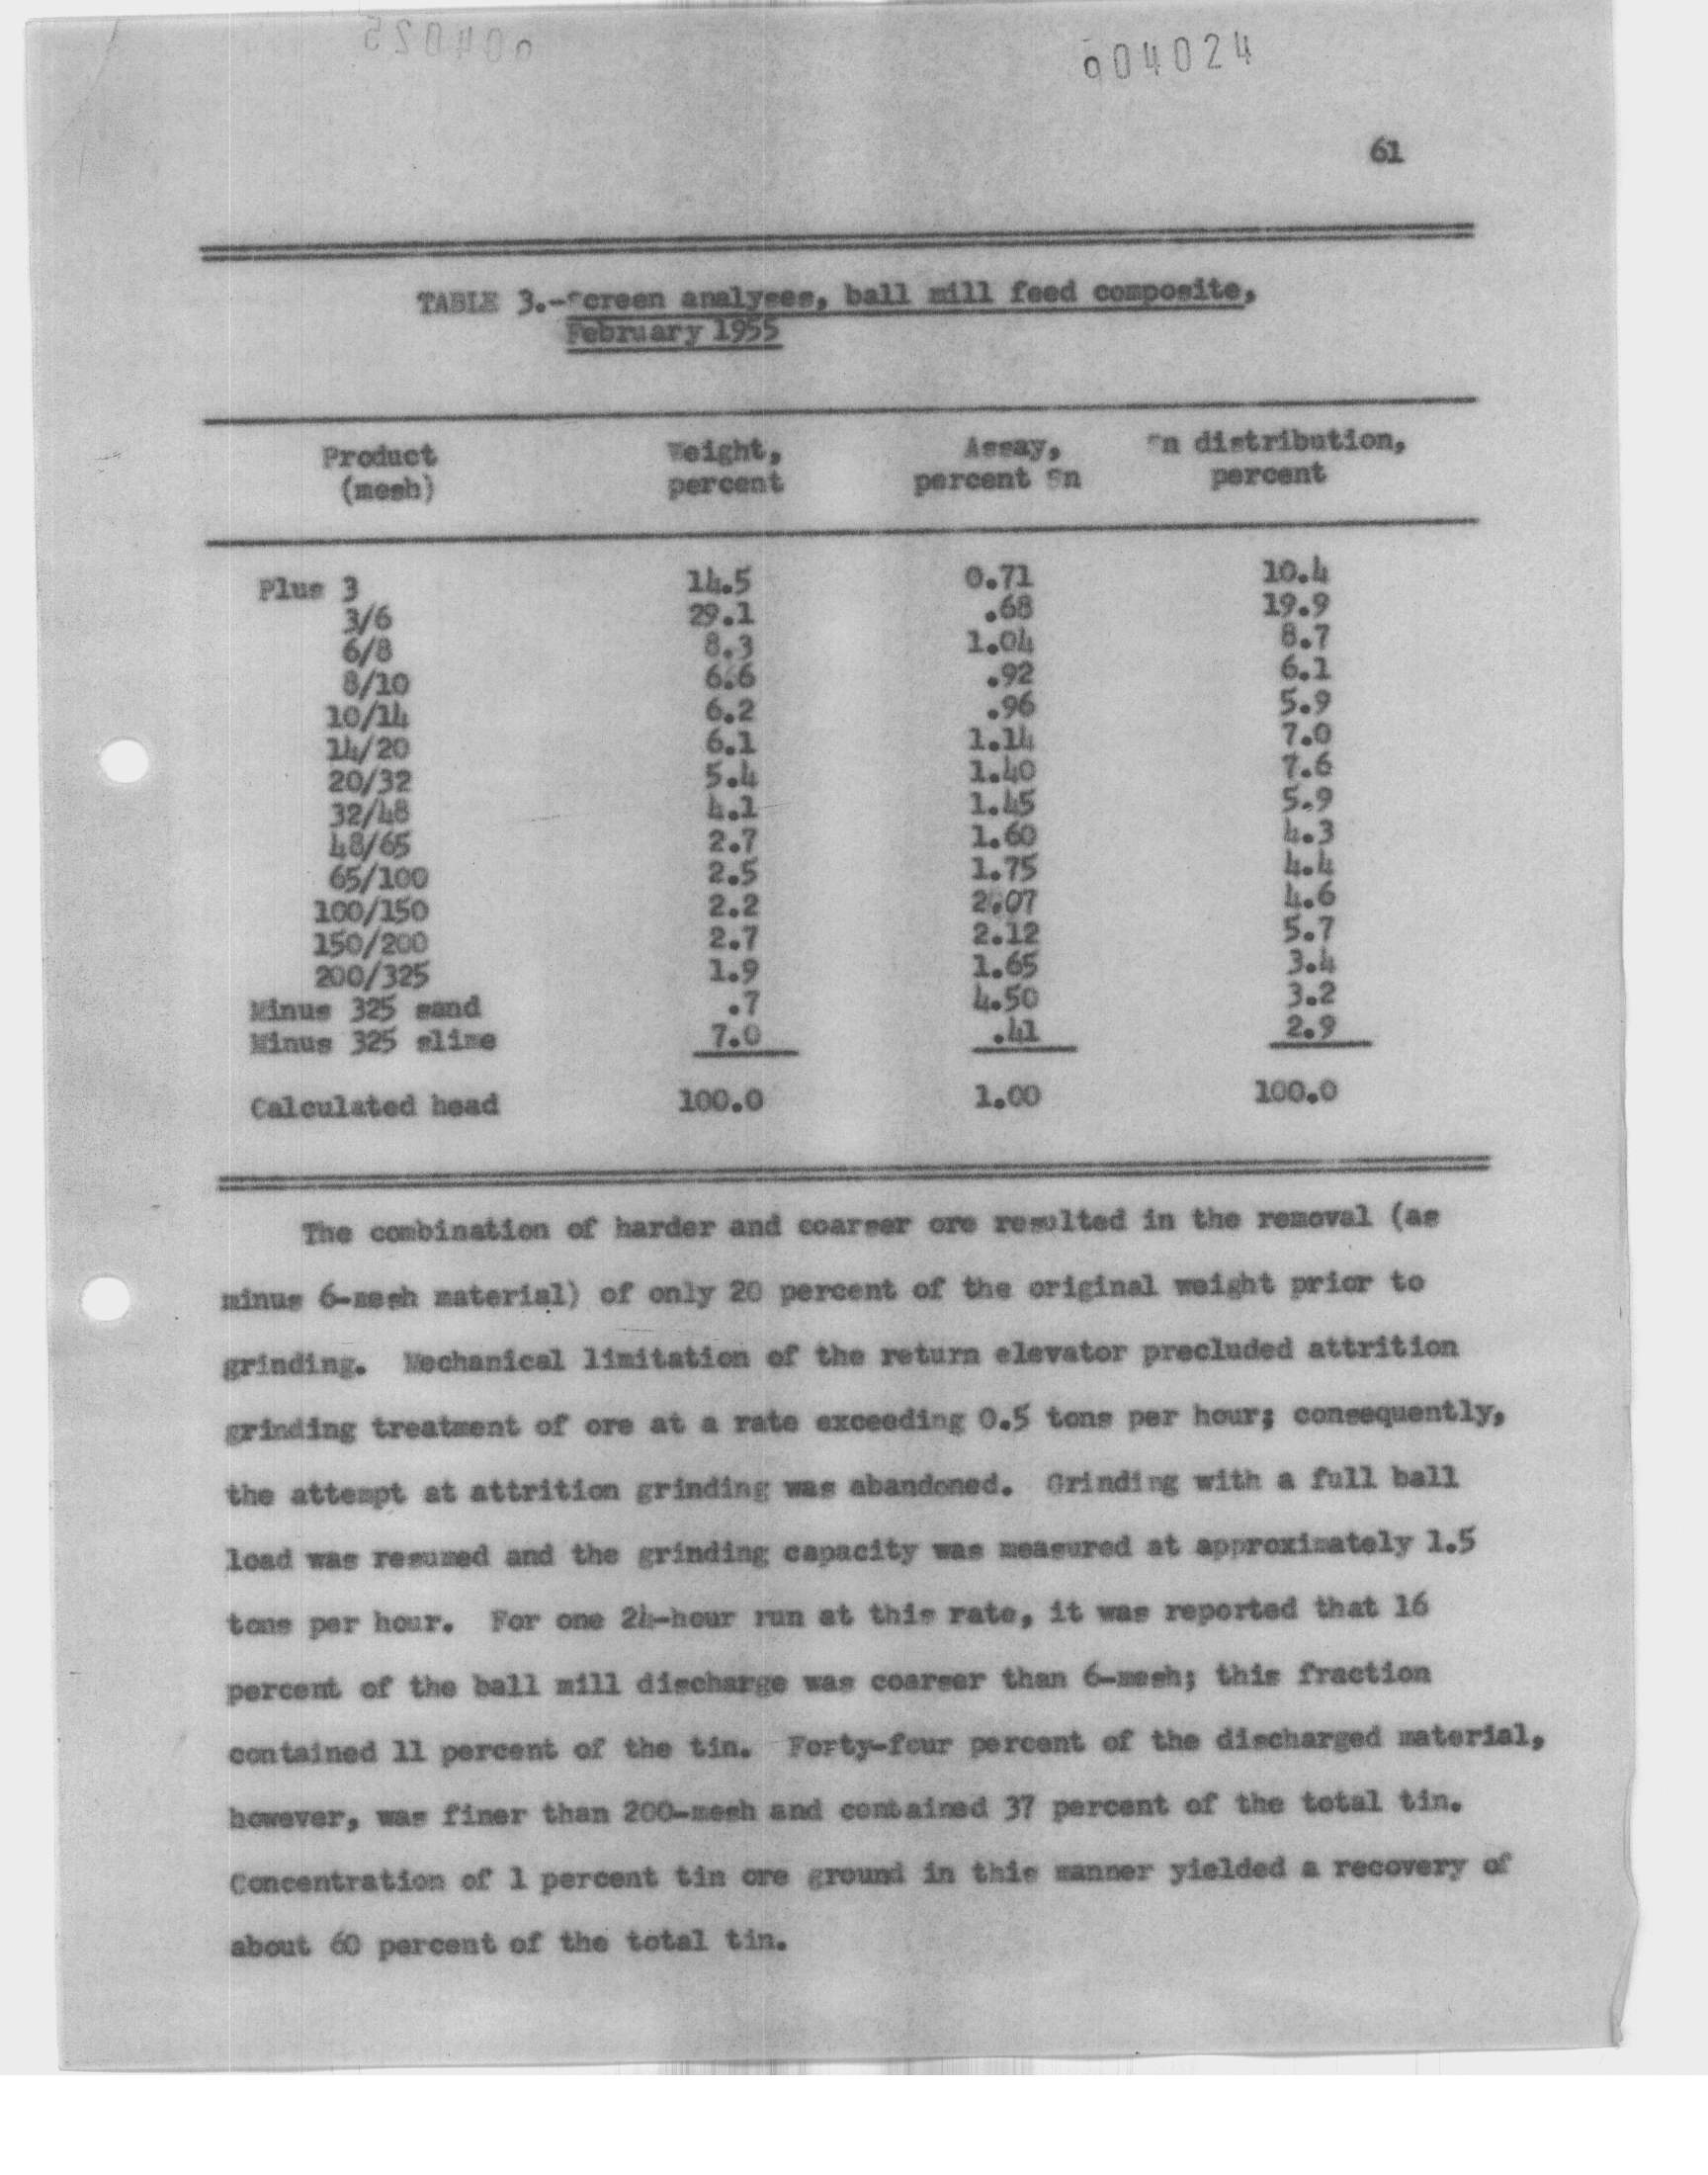 004025
004024
61
TABLE 3.-Screen analyses, ball mill feed composite,
February 1955
Product Weight, Assay, Sn distribution,
(mesh) percent percent Sn percent
Plus 3 14.5 0.71 10.4
3/6 29.1 .68 19.9
6/8 8.3 1.04 8.7
8/10 6.6 .92 6.1
10/14 6.2 .96 5.9
14/20 6.1 1.14 7.0
20/32 5.4 1.40 7.6
32/48 4.1 1.45 5.9
48/65 2.7 1.60 4.3
65/100 2.5 1.75 4.4
100/150 2.2 2.07 4.6
150/200 2.7 2.12 5.7
200/325 1.9 1.65 3.4
Minus 325 sand .7 4.50 3.2
Minus 325 slime 7.0 .41 2.9
Calculated head 100.0 1.00 100.0
The combination of harder and coarser ore resulted in the removal (as
minus 6-mesh material) of only 20 percent of the original weight prior to
grinding. Mechanical limitation of the return elevator precluded attrition
grinding treatment of ore at a rate exceeding 0.5 tons per hour; consequently,
the attempt at attrition grinding was abandoned. Grinding with a full ball
load was resumed and the grinding capacity was measured at approximately 1.5
tons per hour. For one 24-hour run at this rate, it was reported that 16
percent of the ball mill discharge was coarser than 6-mesh; this fraction
contained 11 percent of the tin. Forty-four percent of the discharged material,
however, was finer than 200-mesh and contained 37 percent of the total tin.
Concentration of 1 percent tin ore ground in this manner yielded a recovery of
about 60 percent of the total tin.